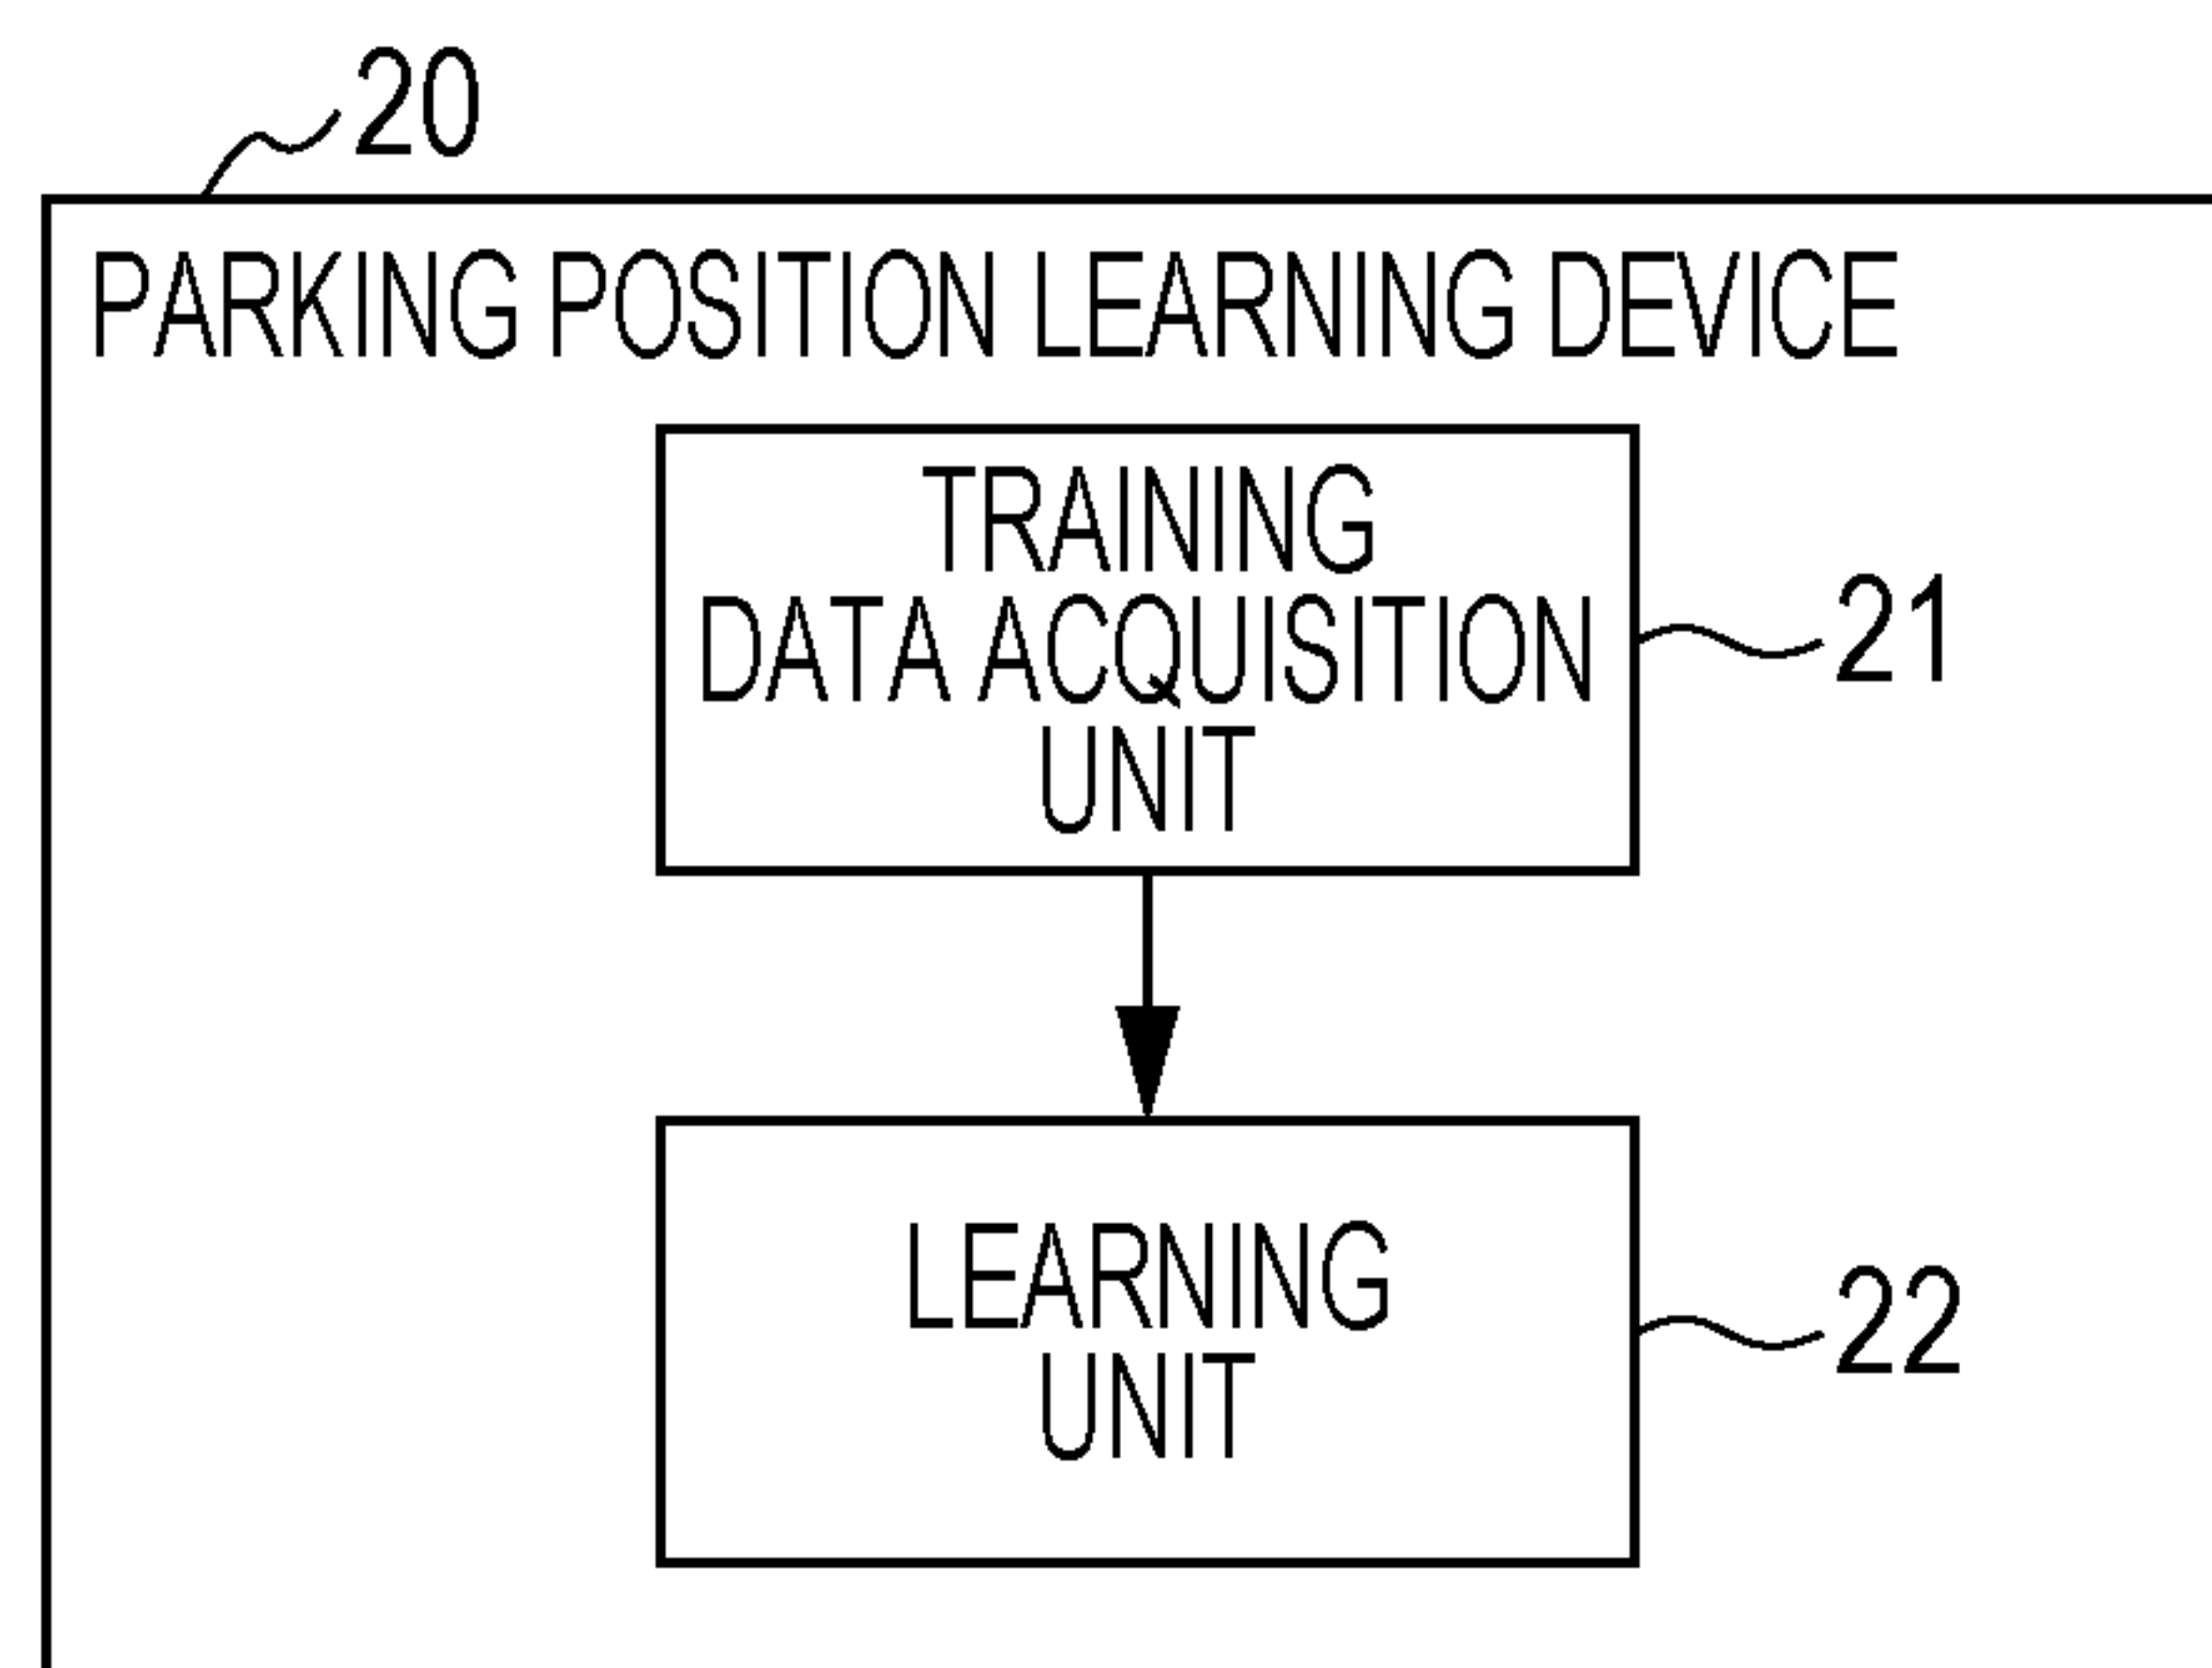 20
PARKING POSITION LEARNING DEVICE
TRAINING
DATA ACQUISITION
UNIT
21
LEARNING
UNIT
22